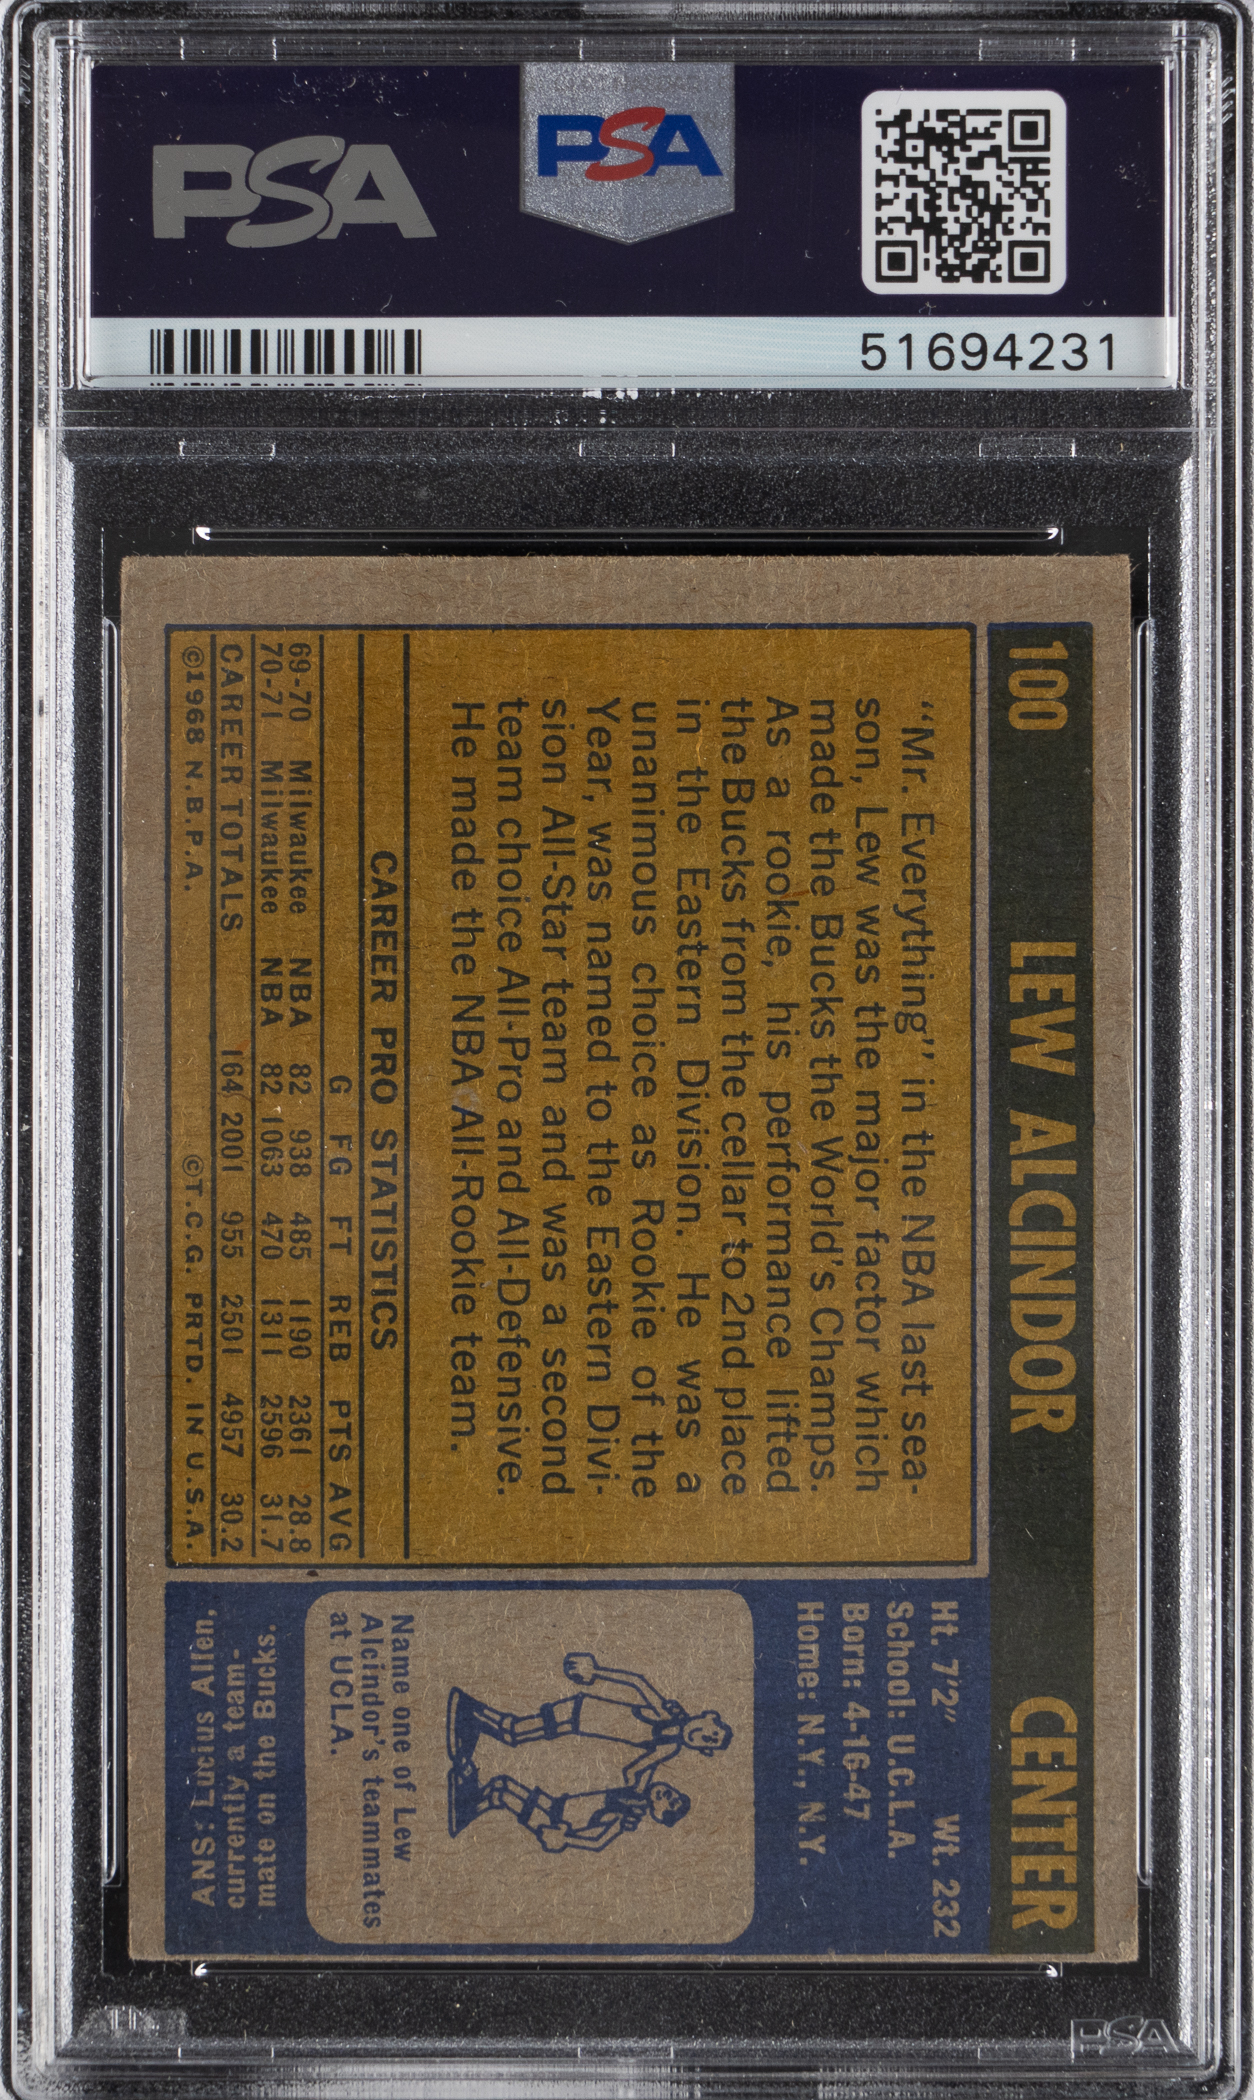 PSA
PSA
51694231
100 LEW ALCINDOR CENTER
"Mr. Everything" in the NBA last sea-
son, Lew was the major factor which
made the Bucks the World's Champs.
As a rookie, his performance lifted
the Bucks from the cellar to 2nd place
in the Eastern Division. He was a
unanimous choice as Rookie of the
Year, was named to the Eastern Divi-
sion All-Star team and was a second
team choice All-Pro and All-Defensive.
He made the NBA All-Rookie team.
CAREER PRO STATISTICS
G FG FT REB PTS AVG
69-70 Milwaukee NBA 82 938 485 1190 2361 28.8
70-71 Milwaukee NBA 82 1063 470 1311 2596 31.7
CAREER TOTALS 164 2001 955 2501 4957 30.2
©1968 N.B.P.A. ©T.C.G. PRTD. IN U.S.A.
Ht. 7'2" Wt. 232
School: U.C.L.A.
Born: 4-16-47
Home: N.Y., N.Y.
Name one of Lew
Alcindor's teammates
at UCLA.
ANS: Lucius Allen,
currently a team-
mate on the Bucks.
PSA